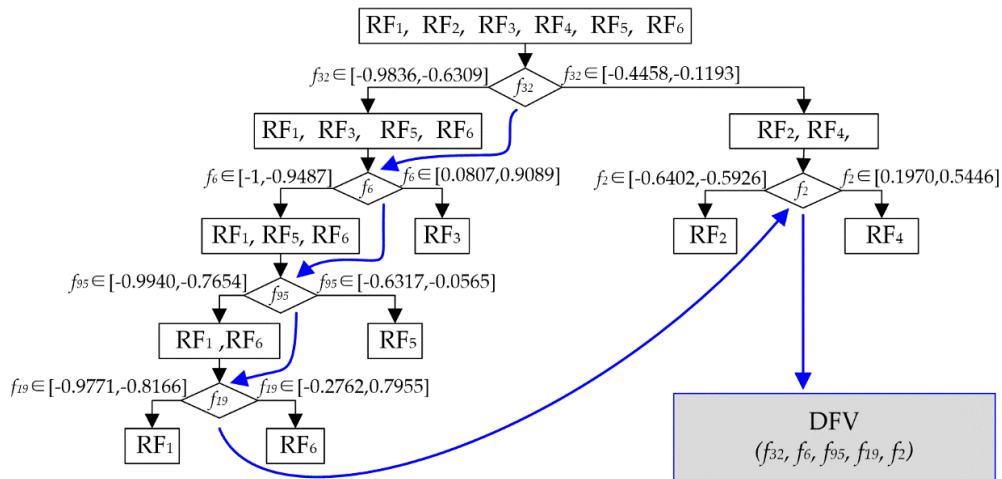 RF1, RF2, RF3, RF4, RF5, RF6
f32∈[-0.9836,-0.6309]
f32∈[-0.4458,-0.1193]
f32
RF1, RF3, RF5, RF6
RF2, RF4,
f6∈[-1,-0.9487]
f6∈[0.0807,0.9089]
f6
f2∈[-0.6402,-0.5926]
f2∈[0.1970,0.5446]
f2
RF1, RF5, RF6
RF3
RF2
RF4
f95∈[-0.9940,-0.7654]
f95∈[-0.6317,-0.0565]
f95
RF1 ,RF6
RF5
f19∈[-0.9771,-0.8166]
f19∈[-0.2762,0.7955]
f19
RF1
RF6
DFV
(f32, f6, f95, f19, f2)